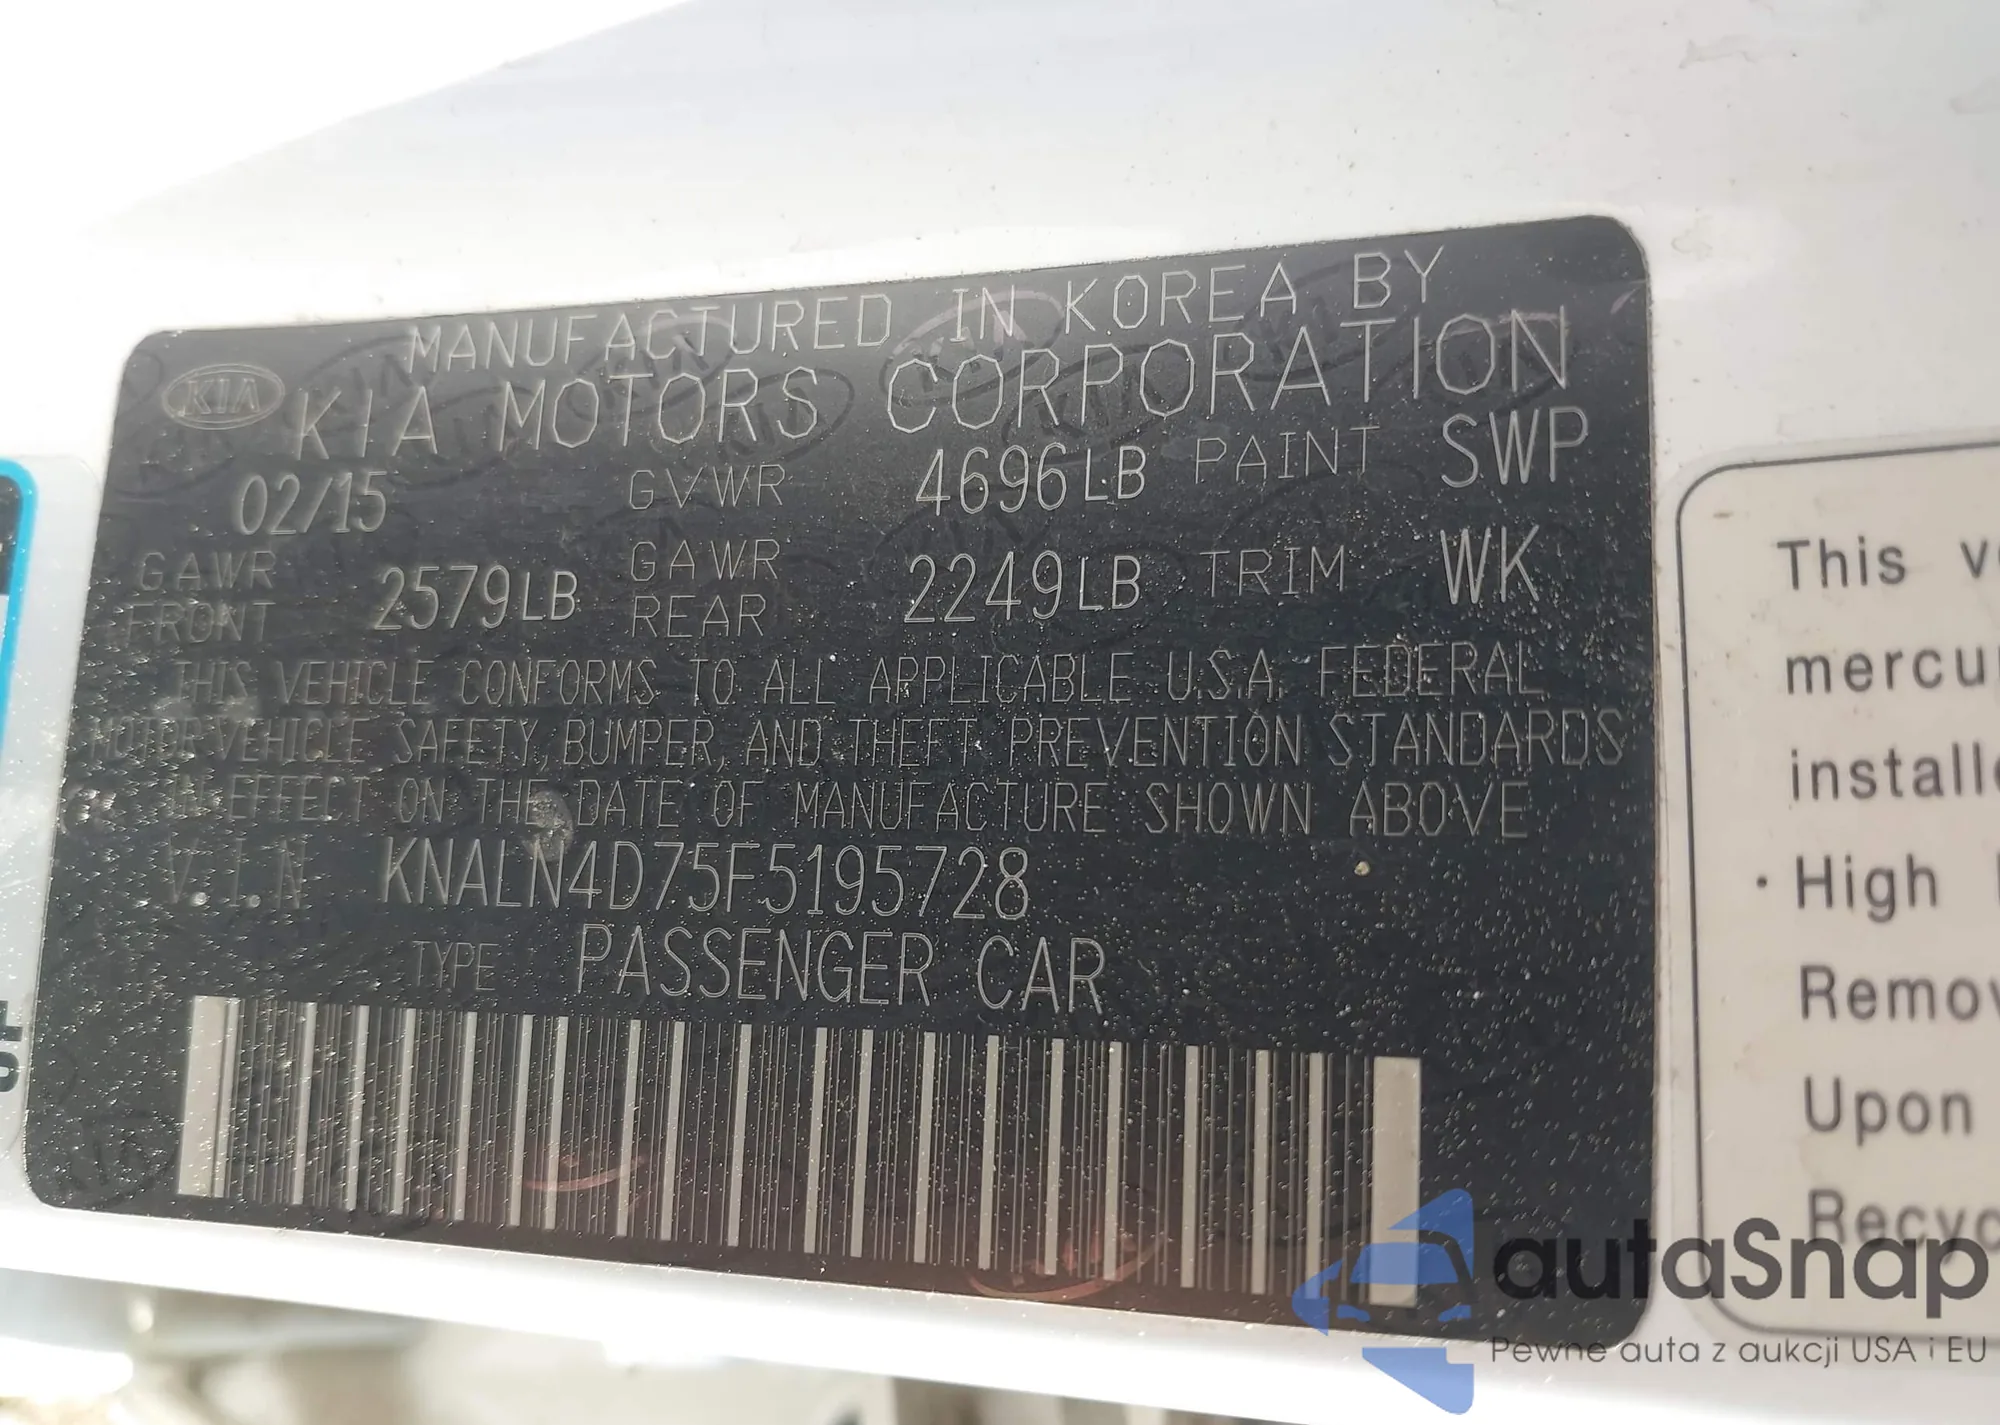 MANUFACTURED IN KOREA BY
KIA KIA MOTORS CORPORATION
02/15 GVWR 4696LB PAINT SWP
GAWR FRONT 2579LB GAWR REAR 2249LB TRIM WK
THIS VEHICLE CONFORMS TO ALL APPLICABLE U.S.A. FEDERAL
MOTOR VEHICLE SAFETY, BUMPER, AND THEFT PREVENTION STANDARDS
IN EFFECT ON THE DATE OF MANUFACTURE SHOWN ABOVE
V.I.N KNALN4D75F5195728
TYPE PASSENGER CAR
This v
mercu
install
· High
Remov
Upon
Recyc
autaSnap
Pewne auta z aukcji USA i EU